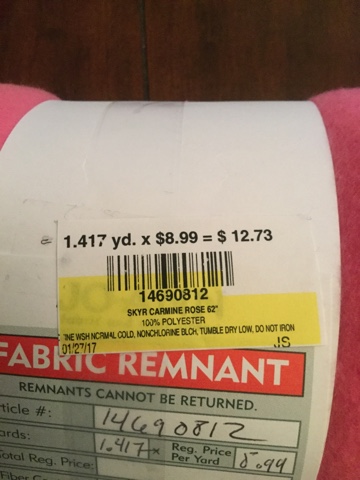 1.417 yd. x $8.99 = $ 12.73
14690812
SKYR CARMINE ROSE 62"
100% POLYESTER
INE WSH NORMAL COLD, NONCHLORINE BLCH, TUMBLE DRY LOW, DO NOT IRON
01/27/17 JS
FABRIC REMNANT
REMNANTS CANNOT BE RETURNED.
rticle #: 14690812
ards: 1.417 x Reg. Price Per Yard 8.99
otal Reg. Price:
Fiber